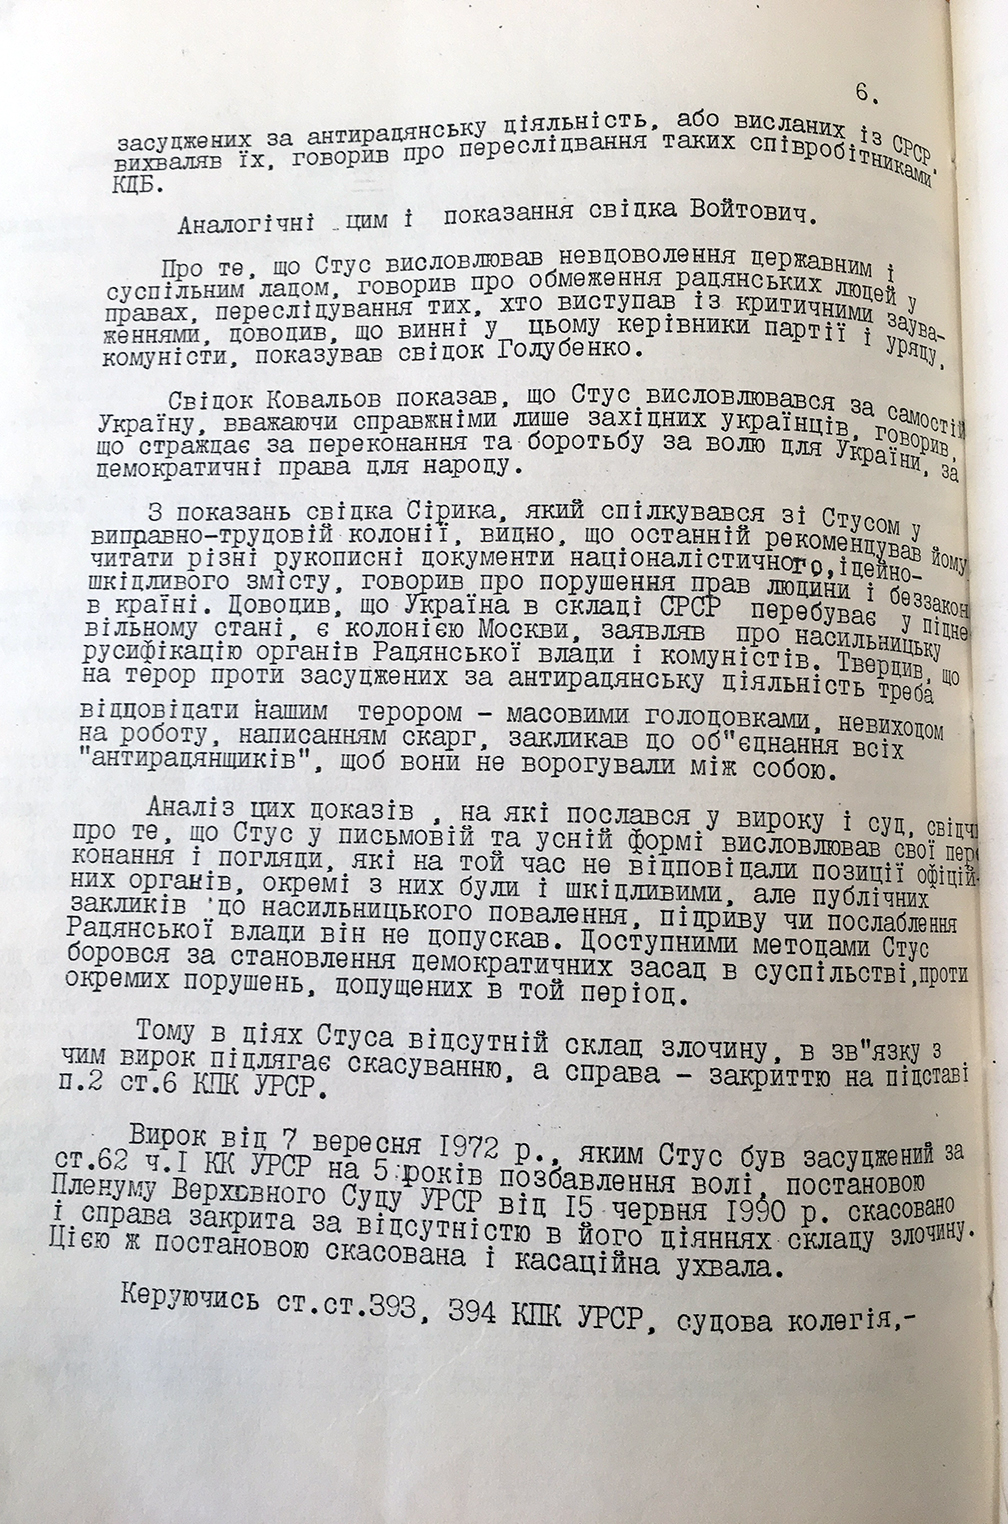 6.
засуджених за антирадянську діяльність, або висланих із СРСР,
вихваляв їх, говорив про переслідвання таких співробітниками
КДБ.
Аналогічні цим і показання свідка Войтович.
Про те, що Стус висловлював невдоволення державним і
суспільним ладом, говорив про обмеження радянських людей у
правах, переслідування тих, хто виступав із критичними заува-
женнями, доводив, що винні у цьому керівники партії і уряду,
комуністи, показував свідок Голубенко.
Свідок Ковальов показав, що Стус висловлювався за самостій
Україну, вважаючи справжніми лише західних українців, говорив,
що страждає за переконання та боротьбу за волю для України, за
демократичні права для народу.
З показань свідка Сірика, який спілкувався зі Стусом у
виправно-трудовій колонії, видно, що останній рекомендував йому
читати різні рукописні документи націоналістичного, ідейно-
шкідливого змісту, говорив про порушення прав людини і беззакон
в країні. Доводив, що Україна в складі СРСР перебуває у підне
вільному стані, є колонією Москви, заявляв про насильницьку
русифікацію органів Радянської влади і комуністів. Твердив, що
на терор проти засуджених за антирадянську діяльність треба
відповідати нашим терором - масовими голодовками, невиходом
на роботу, написанням скарг, закликав до об"єднання всіх
"антирадянщиків", щоб вони не ворогували між собою.
Аналіз цих доказів , на які послався у вироку і суд, свідчи
про те, що Стус у письмовій та усній формі висловлював свої пер
конання і погляди, які на той час не відповідали позиції офіцій-
них органів, окремі з них були і шкідливими, але публічних
закликів до насильницького повалення, підриву чи послаблення
Радянської влади він не допускав. Доступними методами Стус
боровся за становлення демократичних засад в суспільстві,проти
окремих порушень, допущених в той період.
Тому в діях Стуса відсутній склад злочину, в зв"язку з
чим вирок підлягає скасуванню, а справа - закриттю на підставі
п.2 ст.6 КПК УРСР.
Вирок від 7 вересня 1972 р., яким Стус був засуджений за
ст.62 ч.І КК УРСР на 5 років позбавлення волі, постановою
Пленуму Верховного Суду УРСР від І5 червня 1990 р. скасовано
і справа закрита за відсутністю в його діяннях складу злочину.
Цією ж постановою скасована і касаційна ухвала.
Керуючись ст.ст.393, 394 КПК УРСР, судова колегія,-